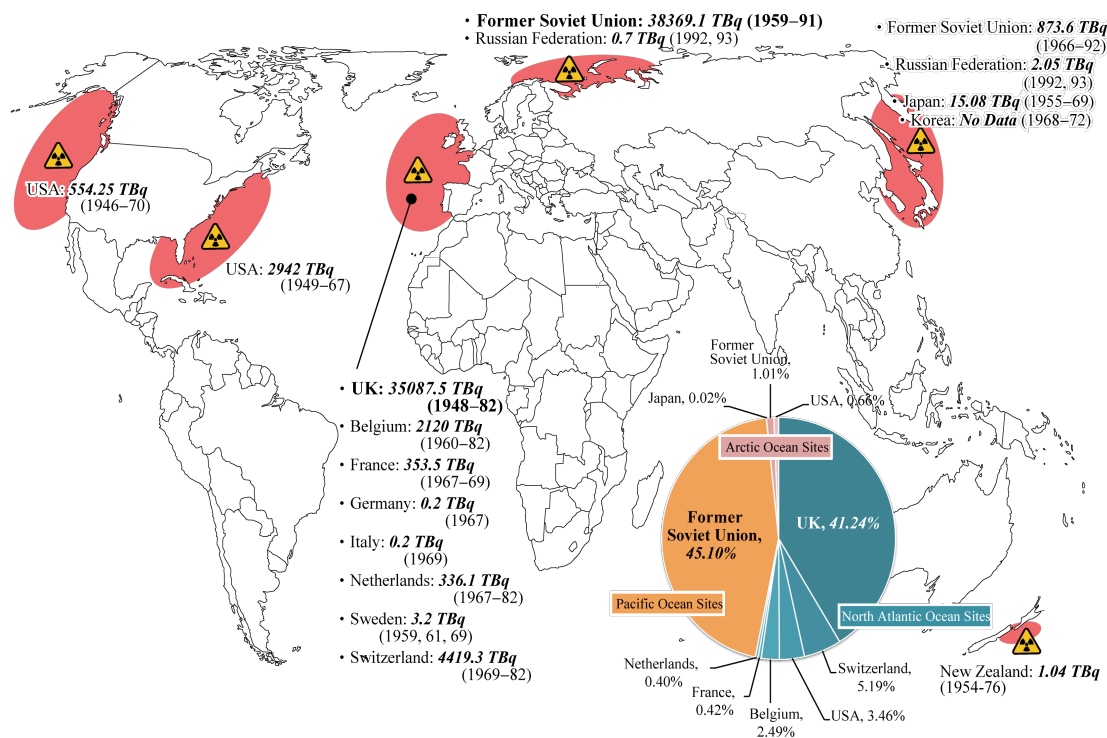 • Former Soviet Union: 38369.1 TBq (1959–91)
• Russian Federation: 0.7 TBq (1992, 93)
• Former Soviet Union: 873.6 TBq
(1966–92)
• Russian Federation: 2.05 TBq
(1992, 93)
• Japan: 15.08 TBq (1955–69)
• Korea: No Data (1968–72)
USA: 554.25 TBq
(1946–70)
USA: 2942 TBq
(1949–67)
• UK: 35087.5 TBq
(1948–82)
• Belgium: 2120 TBq
(1960–82)
• France: 353.5 TBq
(1967–69)
• Germany: 0.2 TBq
(1967)
• Italy: 0.2 TBq
(1969)
• Netherlands: 336.1 TBq
(1967–82)
• Sweden: 3.2 TBq
(1959, 61, 69)
• Switzerland: 4419.3 TBq
(1969–82)
Former
Soviet Union,
1.01%
Japan, 0.02%
USA, 0.66%
Arctic Ocean Sites
Former
Soviet Union,
45.10%
UK, 41.24%
Pacific Ocean Sites
North Atlantic Ocean Sites
Netherlands,
0.40%
France,
0.42%
Belgium,
2.49%
USA, 3.46%
Switzerland,
5.19%
New Zealand: 1.04 TBq
(1954-76)